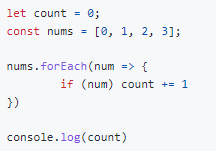 let count = 0;
const nums = [0, 1, 2, 3];
nums.forEach(num => {
if (num) count += 1
})
console.log(count)